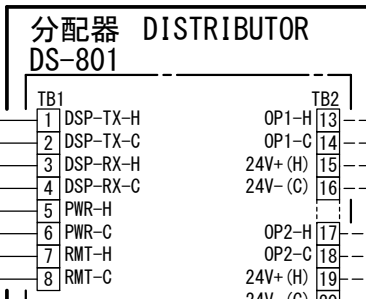 分配器 DISTRIBUTOR
DS-801
TB1 TB2
1 DSP-TX-H OP1-H 13
2 DSP-TX-C OP1-C 14
3 DSP-RX-H 24V+(H) 15
4 DSP-RX-C 24V-(C) 16
5 PWR-H
6 PWR-C OP2-H 17
7 RMT-H OP2-C 18
8 RMT-C 24V+(H) 19
24V-(C) 20